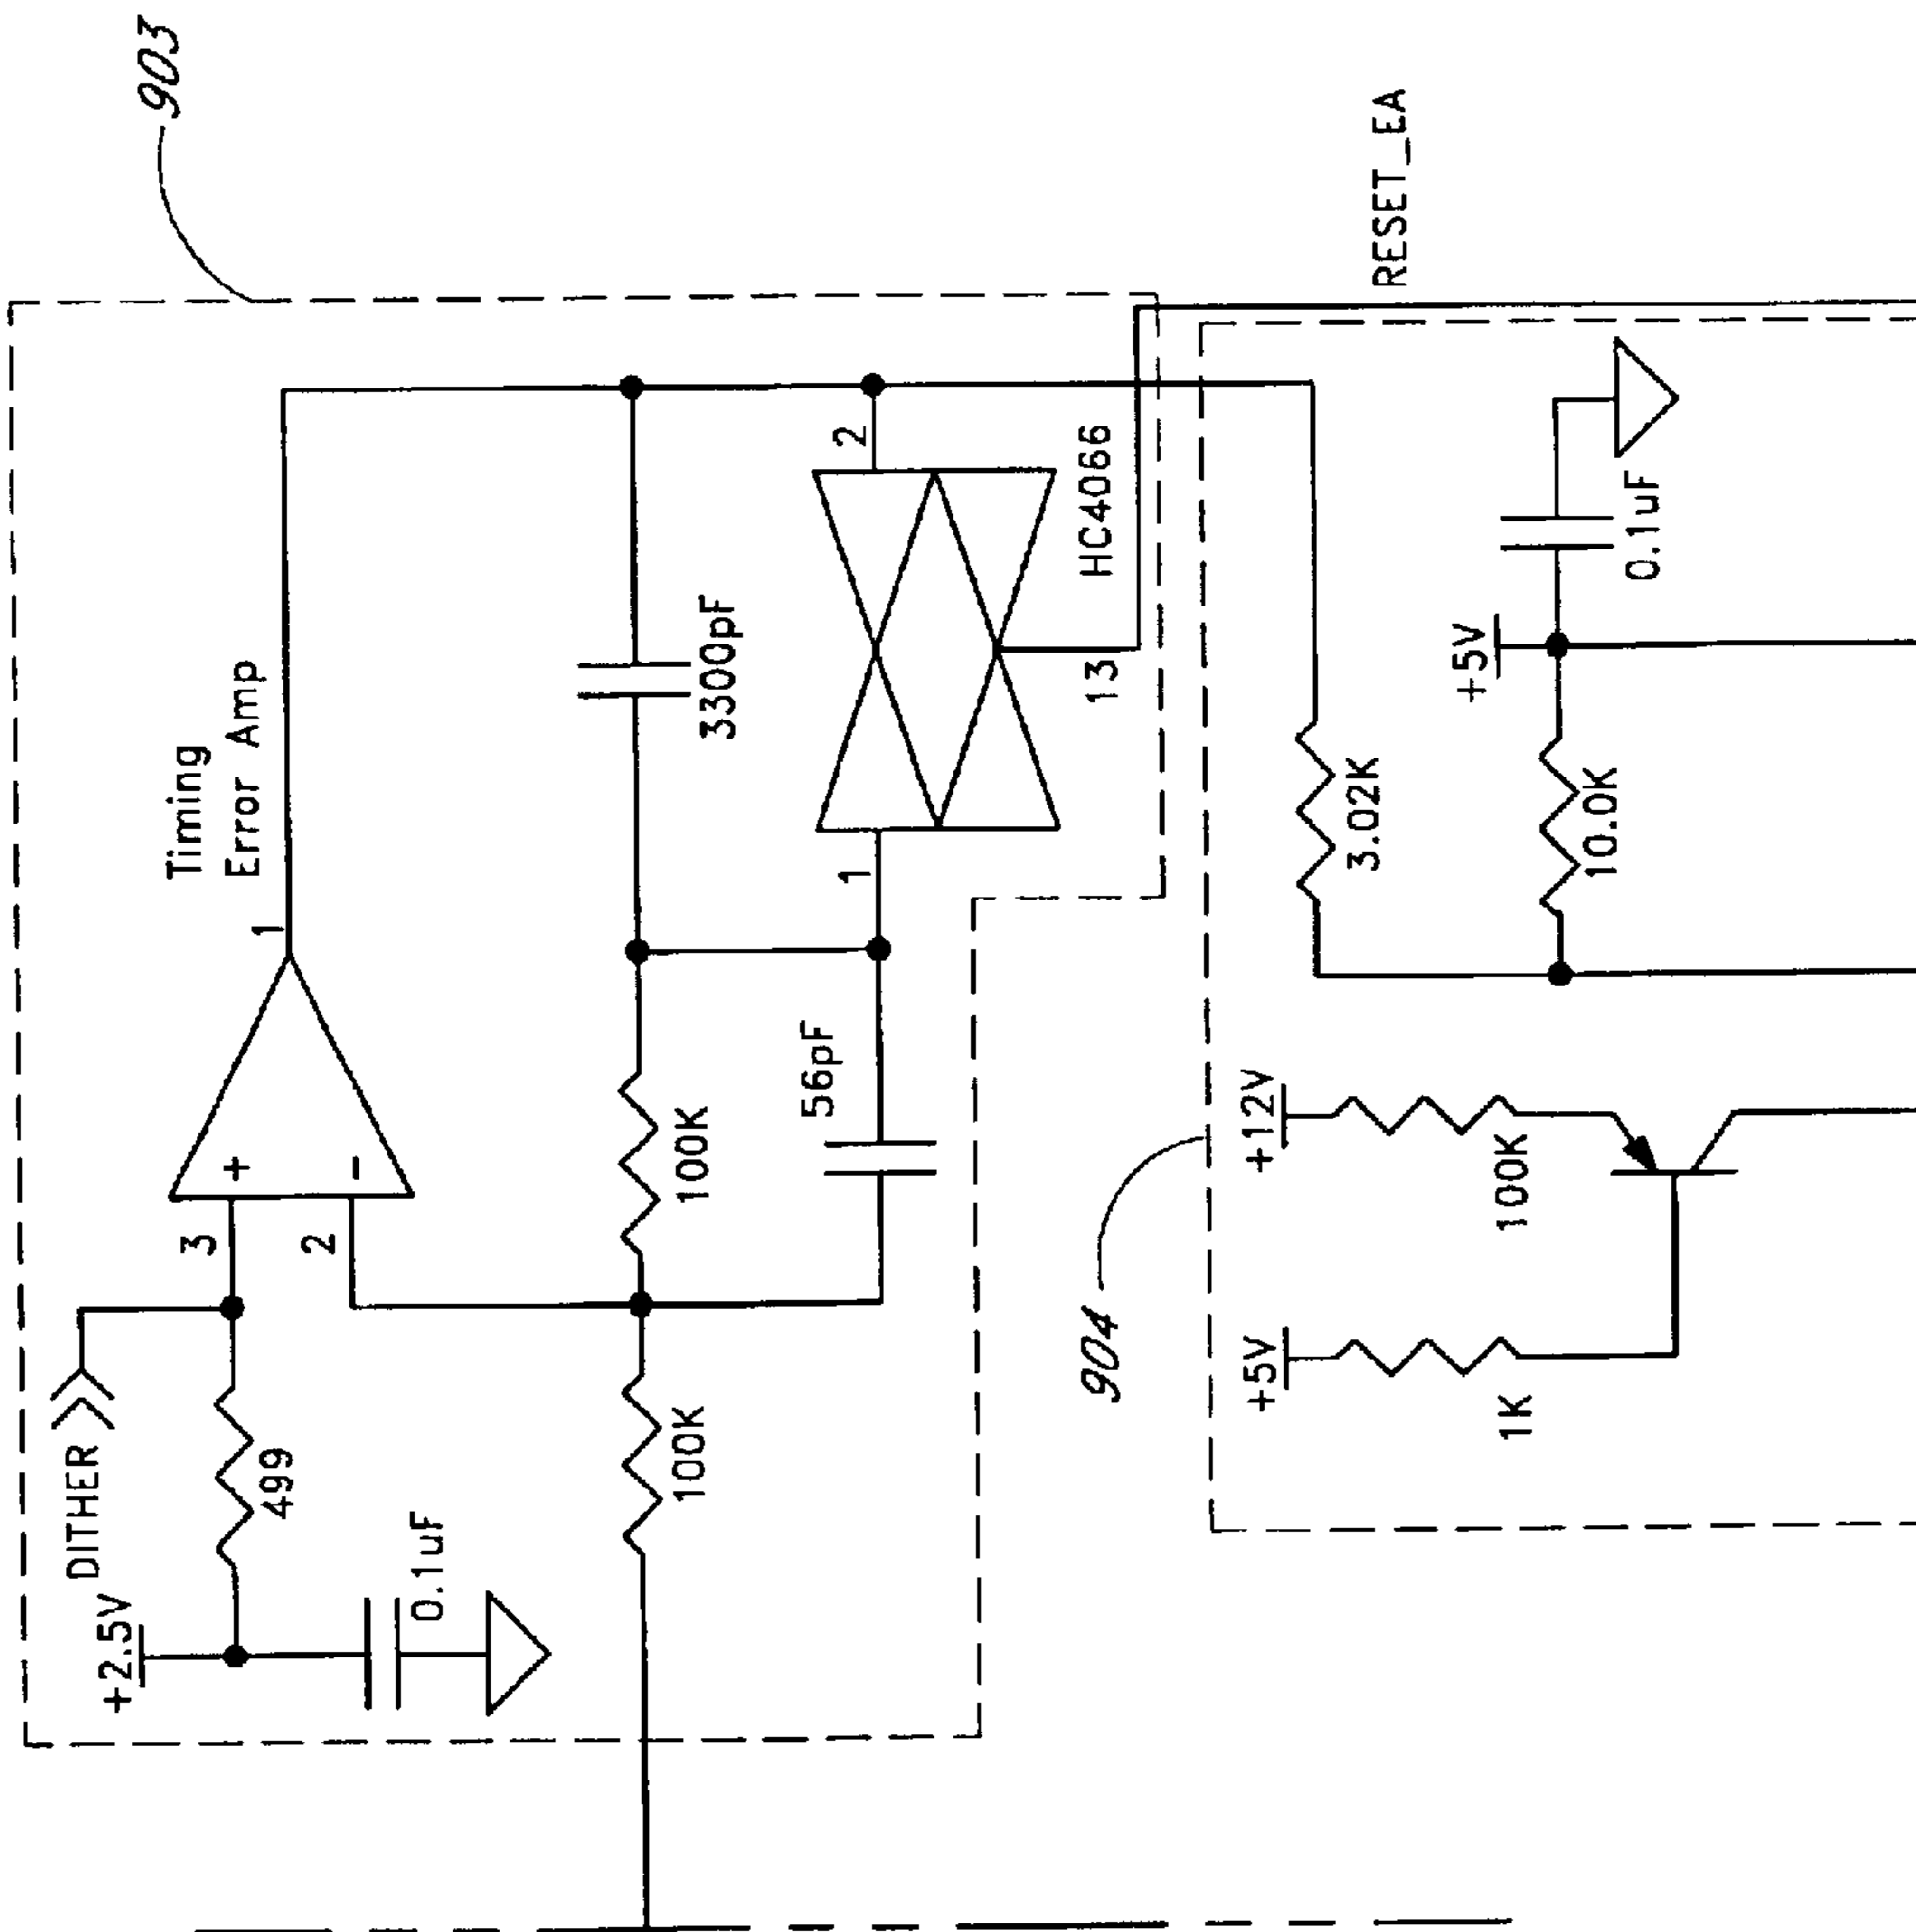 903
Timing
Error Amp
1
3
2
+
-
DITHER
499
+2.5V
0.1uF
3300pF
100K
100K
56pF
1
2
13
HC4066
RESET_EA
904
3.02K
+5V
0.1uF
10.0K
+12V
100K
+5V
1K